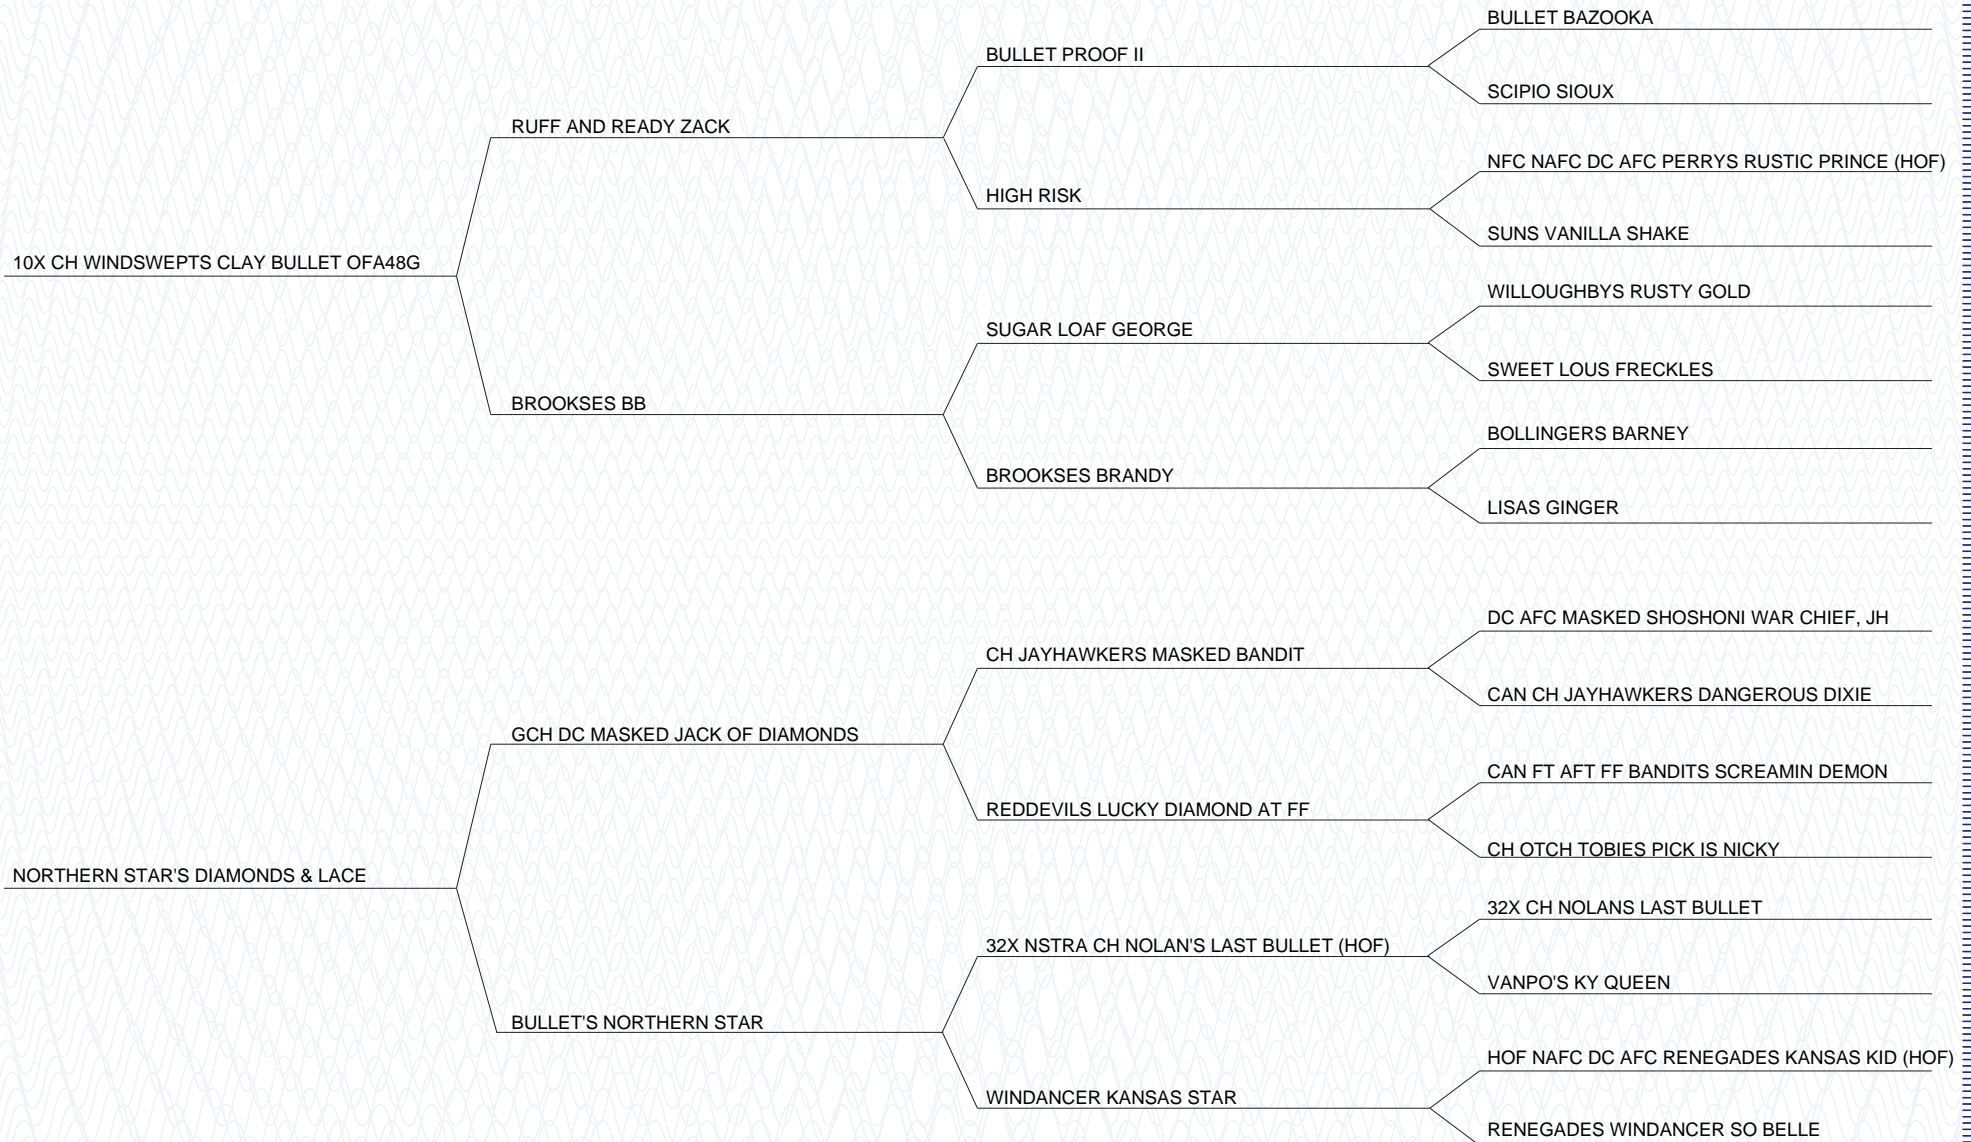 BULLET BAZOOKA
BULLET PROOF II
SCIPIO SIOUX
RUFF AND READY ZACK
NFC NAFC DC AFC PERRYS RUSTIC PRINCE (HOF)
HIGH RISK
SUNS VANILLA SHAKE
10X CH WINDSWEPTS CLAY BULLET OFA48G
WILLOUGHBYS RUSTY GOLD
SUGAR LOAF GEORGE
SWEET LOUS FRECKLES
BROOKSES BB
BOLLINGERS BARNEY
BROOKSES BRANDY
LISAS GINGER
DC AFC MASKED SHOSHONI WAR CHIEF, JH
CH JAYHAWKERS MASKED BANDIT
CAN CH JAYHAWKERS DANGEROUS DIXIE
GCH DC MASKED JACK OF DIAMONDS
CAN FT AFT FF BANDITS SCREAMIN DEMON
REDDEVILS LUCKY DIAMOND AT FF
CH OTCH TOBIES PICK IS NICKY
NORTHERN STAR'S DIAMONDS & LACE
32X CH NOLANS LAST BULLET
32X NSTRA CH NOLAN'S LAST BULLET (HOF)
VANPO'S KY QUEEN
BULLET'S NORTHERN STAR
HOF NAFC DC AFC RENEGADES KANSAS KID (HOF)
WINDANCER KANSAS STAR
RENEGADES WINDANCER SO BELLE